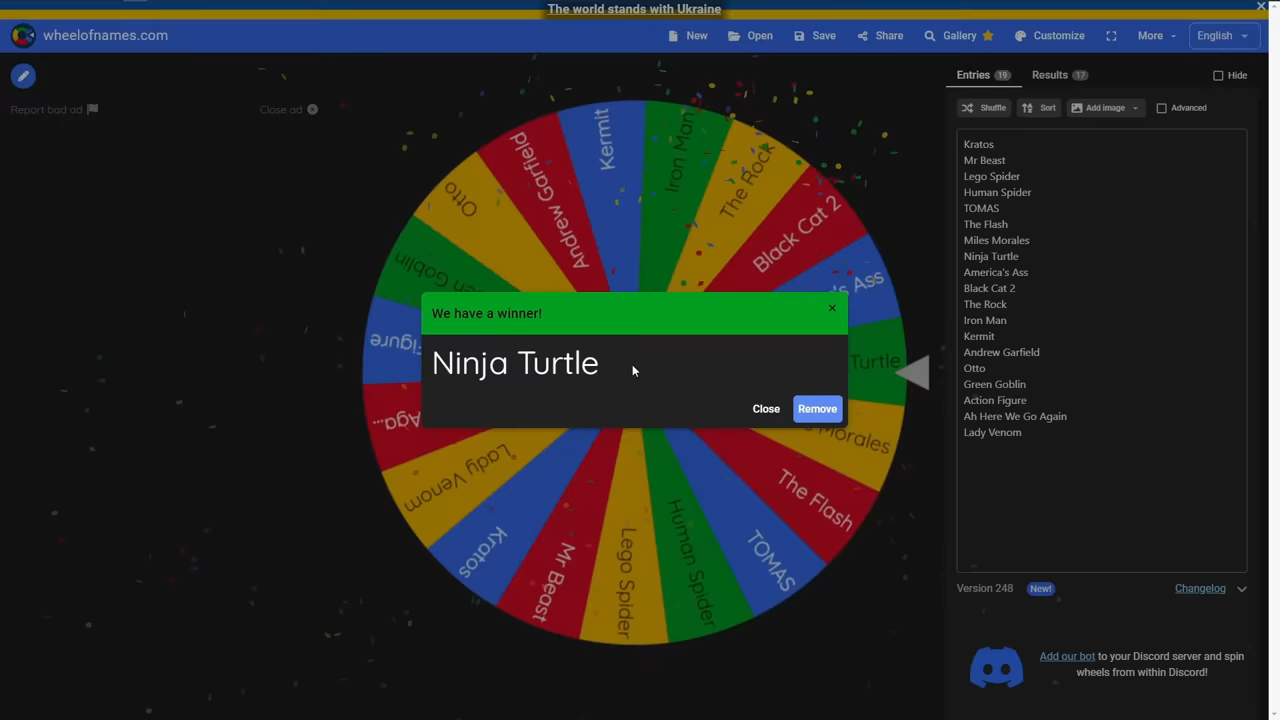 The world stands with Ukraine
wheelofnames.com
New
Open
Save
Share
Gallery
Customize
More
English
Report bad ad
Close ad
Entries 19
Results 17
Hide
Shuffle
Sort
Add image
Advanced
Kratos
Mr Beast
Lego Spider
Human Spider
TOMAS
The Flash
Miles Morales
Ninja Turtle
America's Ass
Black Cat 2
The Rock
Iron Man
Kermit
Andrew Garfield
Otto
Green Goblin
Action Figure
Ah Here We Go Again
Lady Venom
Version 248
New!
Changelog
Add our bot to your Discord server and spin
wheels from within Discord!
Kermit
Iron Man
The Rock
Black Cat 2
's Ass
Turtle
Morales
The Flash
TOMAS
Human Spider
Lego Spider
Mr Beast
Kratos
Lady Venom
Aga...
Figure
en Goblin
Otto
Andrew Garfield
We have a winner!
×
Ninja Turtle
Close
Remove